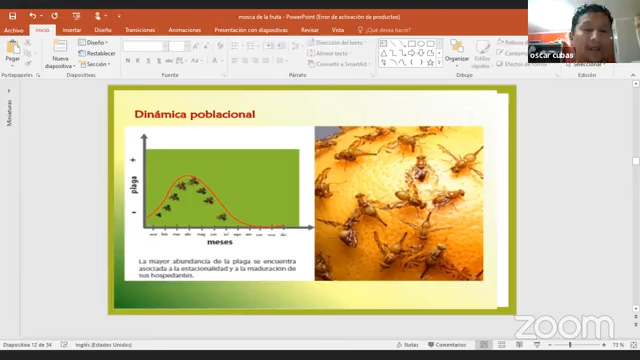 mosca de la fruta - PowerPoint (Error de activación de productos)
Archivo Inicio Insertar Diseño Transiciones Animaciones Presentación con diapositivas Revisar Vista ¿Qué desea hacer?
Pegar
Nueva diapositiva
Diseño
Restablecer
Sección
Dirección del texto
Alinear texto
Convertir a SmartArt
Organizar
Estilos rápidos
Efectos de forma
Seleccionar
Portapapeles Diapositivas Fuente Párrafo Dibujo Edición
oscar cubas
Miniaturas
Dinámica poblacional
+
plaga
-
meses
La mayor abundancia de la plaga se encuentra
asociada a la estacionalidad y a la maduración de
sus hospedantes.
zoom
Diapositiva 12 de 34 Inglés (Estados Unidos) Notas Comentarios 73 %